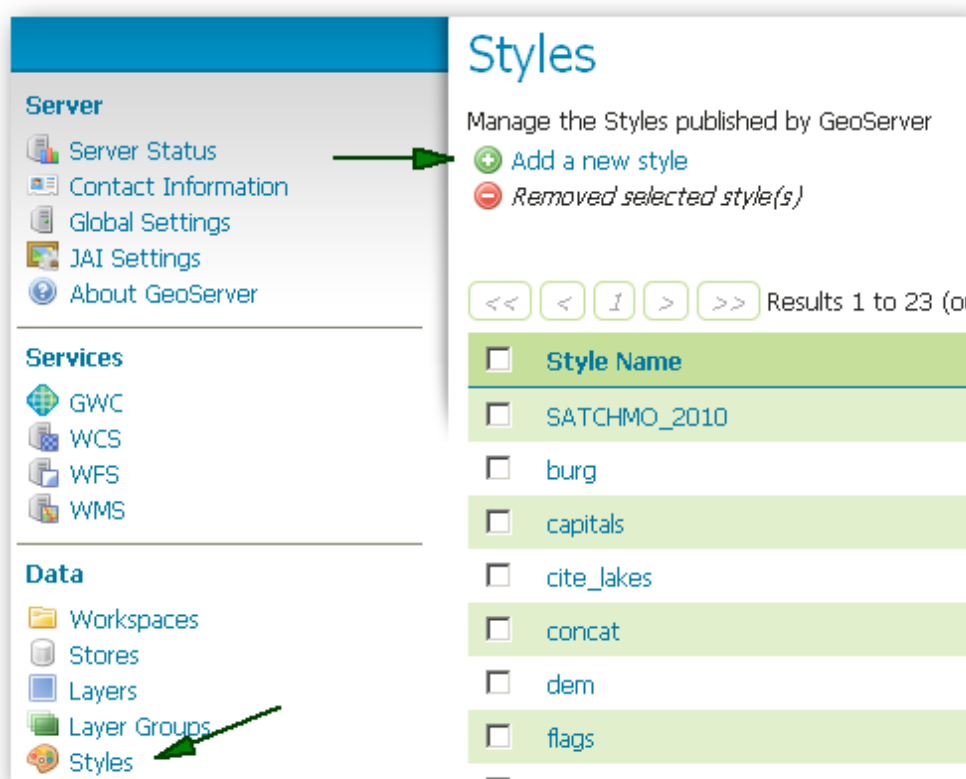 Server
Server Status
Contact Information
Global Settings
JAI Settings
About GeoServer
Services
GWC
WCS
WFS
WMS
Data
Workspaces
Stores
Layers
Layer Groups
Styles
Styles
Manage the Styles published by GeoServer
Add a new style
Removed selected style(s)
<< < 1 > >> Results 1 to 23
Style Name
SATCHMO_2010
burg
capitals
cite_lakes
concat
dem
flags